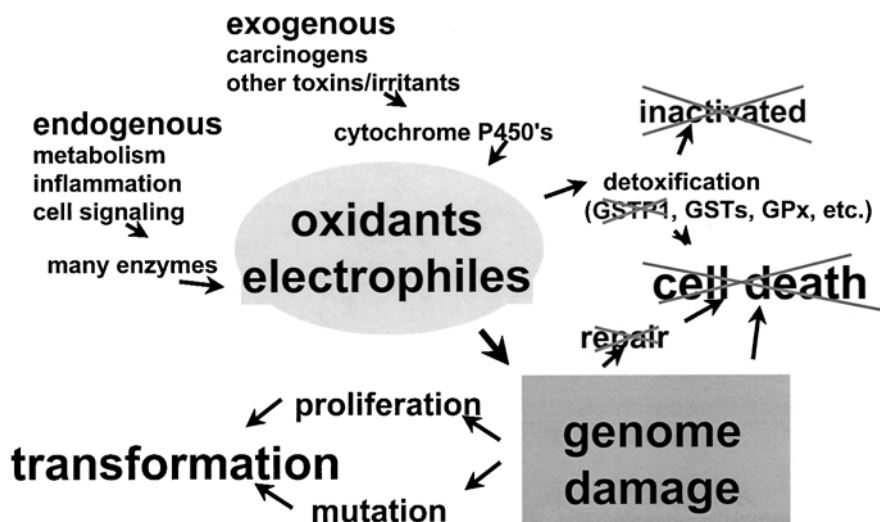 exogenous
carcinogens
other toxins/irritants
cytochrome P450's
endogenous
metabolism
inflammation
cell signaling
many enzymes
oxidants
electrophiles
inactivated
detoxification
(GSTP1, GSTs, GPx, etc.)
cell death
repair
genome
damage
proliferation
mutation
transformation